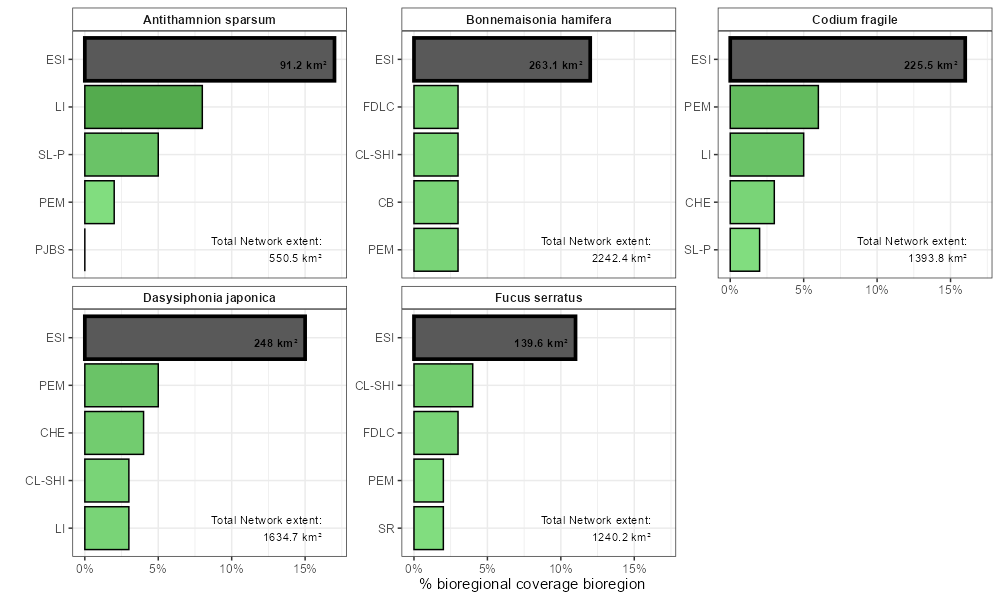 Antithamnion sparsum
ESI
91.2 km²
LI
SL-P
PEM
PJBS
Total Network extent:
550.5 km²
Bonnemaisonia hamifera
ESI
263.1 km²
FDLC
CL-SHI
CB
PEM
Total Network extent:
2242.4 km²
Codium fragile
ESI
225.5 km²
PEM
LI
CHE
SL-P
Total Network extent:
1393.8 km²
0% 5% 10% 15%
Dasysiphonia japonica
ESI
248 km²
PEM
CHE
CL-SHI
LI
Total Network extent:
1634.7 km²
0% 5% 10% 15%
Fucus serratus
ESI
139.6 km²
CL-SHI
FDLC
PEM
SR
Total Network extent:
1240.2 km²
0% 5% 10% 15%
% bioregional coverage bioregion